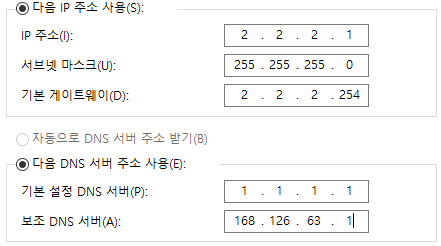 다음 IP 주소 사용(S):
IP 주소(I): 2 . 2 . 2 . 1
서브넷 마스크(U): 255 . 255 . 255 . 0
기본 게이트웨이(D): 2 . 2 . 2 . 254
자동으로 DNS 서버 주소 받기(B)
다음 DNS 서버 주소 사용(E):
기본 설정 DNS 서버(P): 1 . 1 . 1 . 1
보조 DNS 서버(A): 168 . 126 . 63 . 1